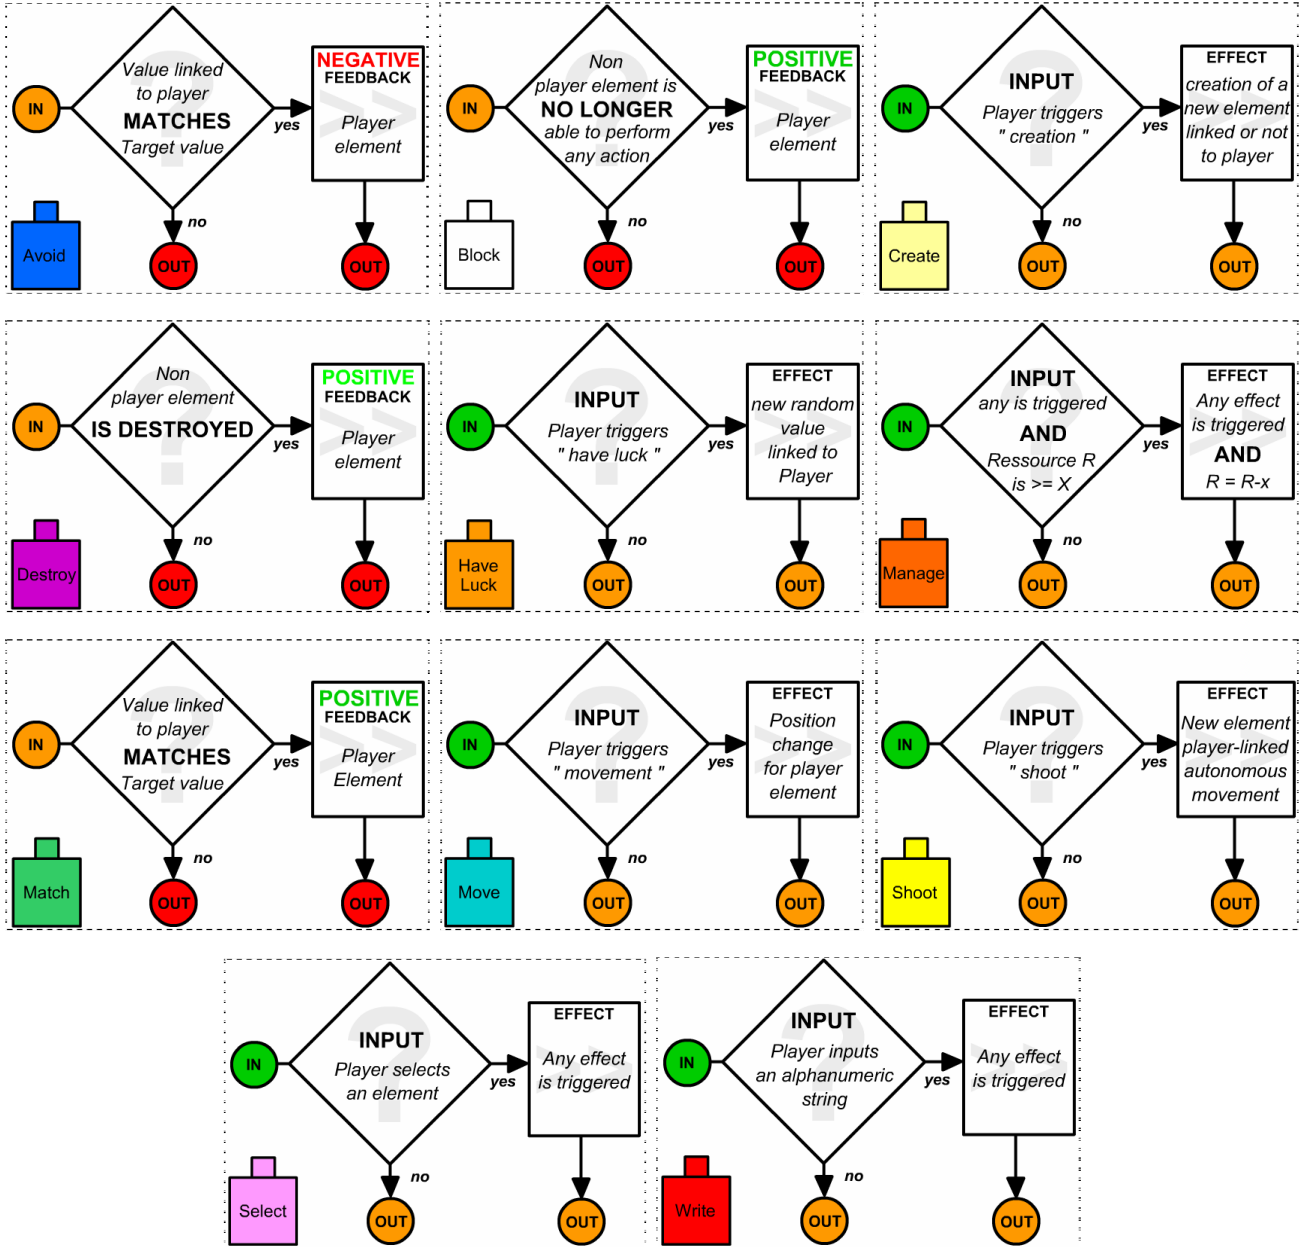 IN
Value linked
to player
MATCHES
Target value
yes
NEGATIVE
FEEDBACK
Player
element
no
OUT
OUT
Avoid
IN
Non
player element is
NO LONGER
able to perform
any action
yes
POSITIVE
FEEDBACK
Player
element
no
OUT
OUT
Block
IN
INPUT
Player triggers
" creation "
yes
EFFECT
creation of a
new element
linked or not
to player
no
OUT
OUT
Create
IN
Non
player element
IS DESTROYED
yes
POSITIVE
FEEDBACK
Player
element
no
OUT
OUT
Destroy
IN
INPUT
Player triggers
" have luck "
yes
EFFECT
new random
value
linked to
Player
no
OUT
OUT
Have
Luck
IN
INPUT
any is triggered
AND
Ressource R
is >= X
yes
EFFECT
Any effect
is triggered
AND
R = R-x
no
OUT
OUT
Manage
IN
Value linked
to player
MATCHES
Target value
yes
POSITIVE
FEEDBACK
Player
Element
no
OUT
OUT
Match
IN
INPUT
Player triggers
" movement "
yes
EFFECT
Position
change
for player
element
no
OUT
OUT
Move
IN
INPUT
Player triggers
" shoot "
yes
EFFECT
New element
player-linked
autonomous
movement
no
OUT
OUT
Shoot
IN
INPUT
Player selects
an element
yes
EFFECT
Any effect
is triggered
no
OUT
OUT
Select
IN
INPUT
Player inputs
an alphanumeric
string
yes
EFFECT
Any effect
is triggered
no
OUT
OUT
Write